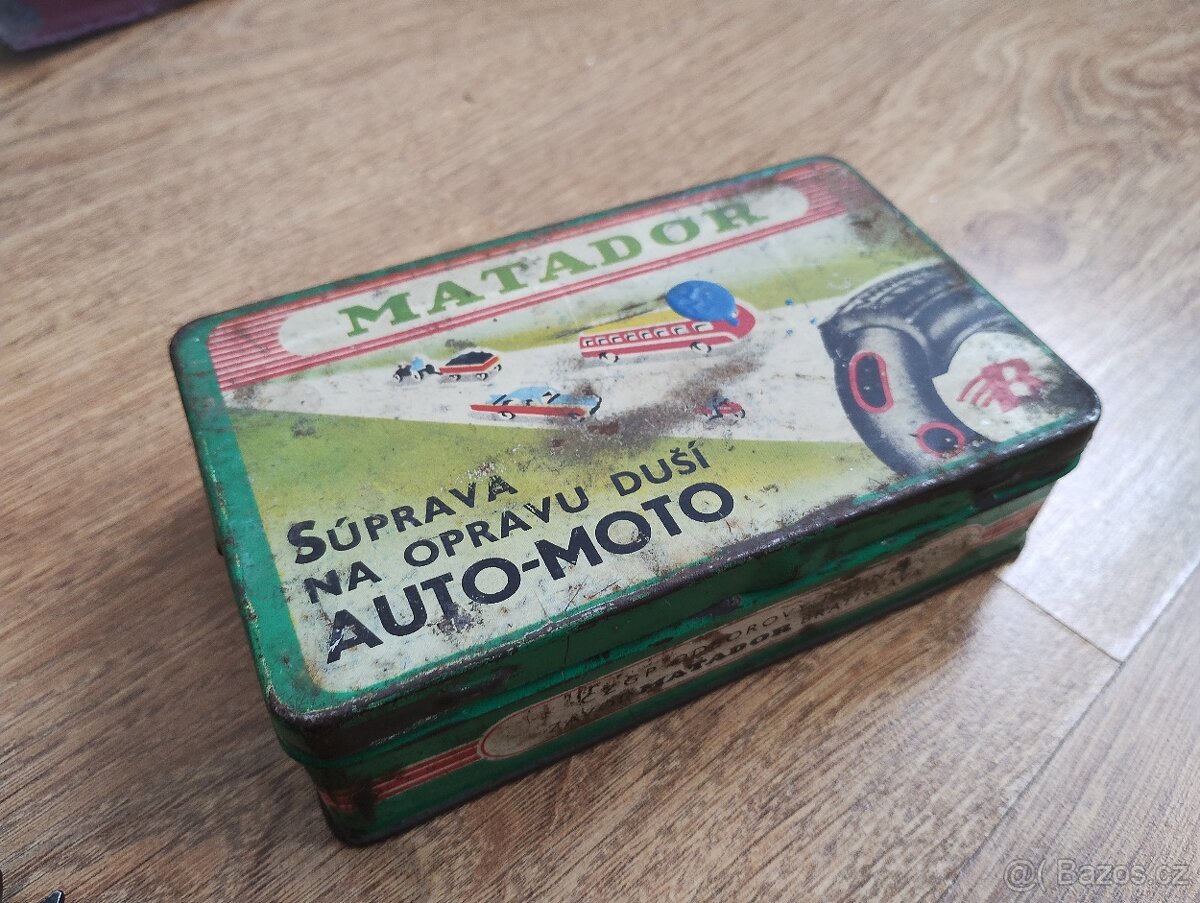 MATADOR
SÚPRAVA
NA OPRAVU DUŠÍ
AUTO-MOTO
MATADOR
@ Bazos.cz